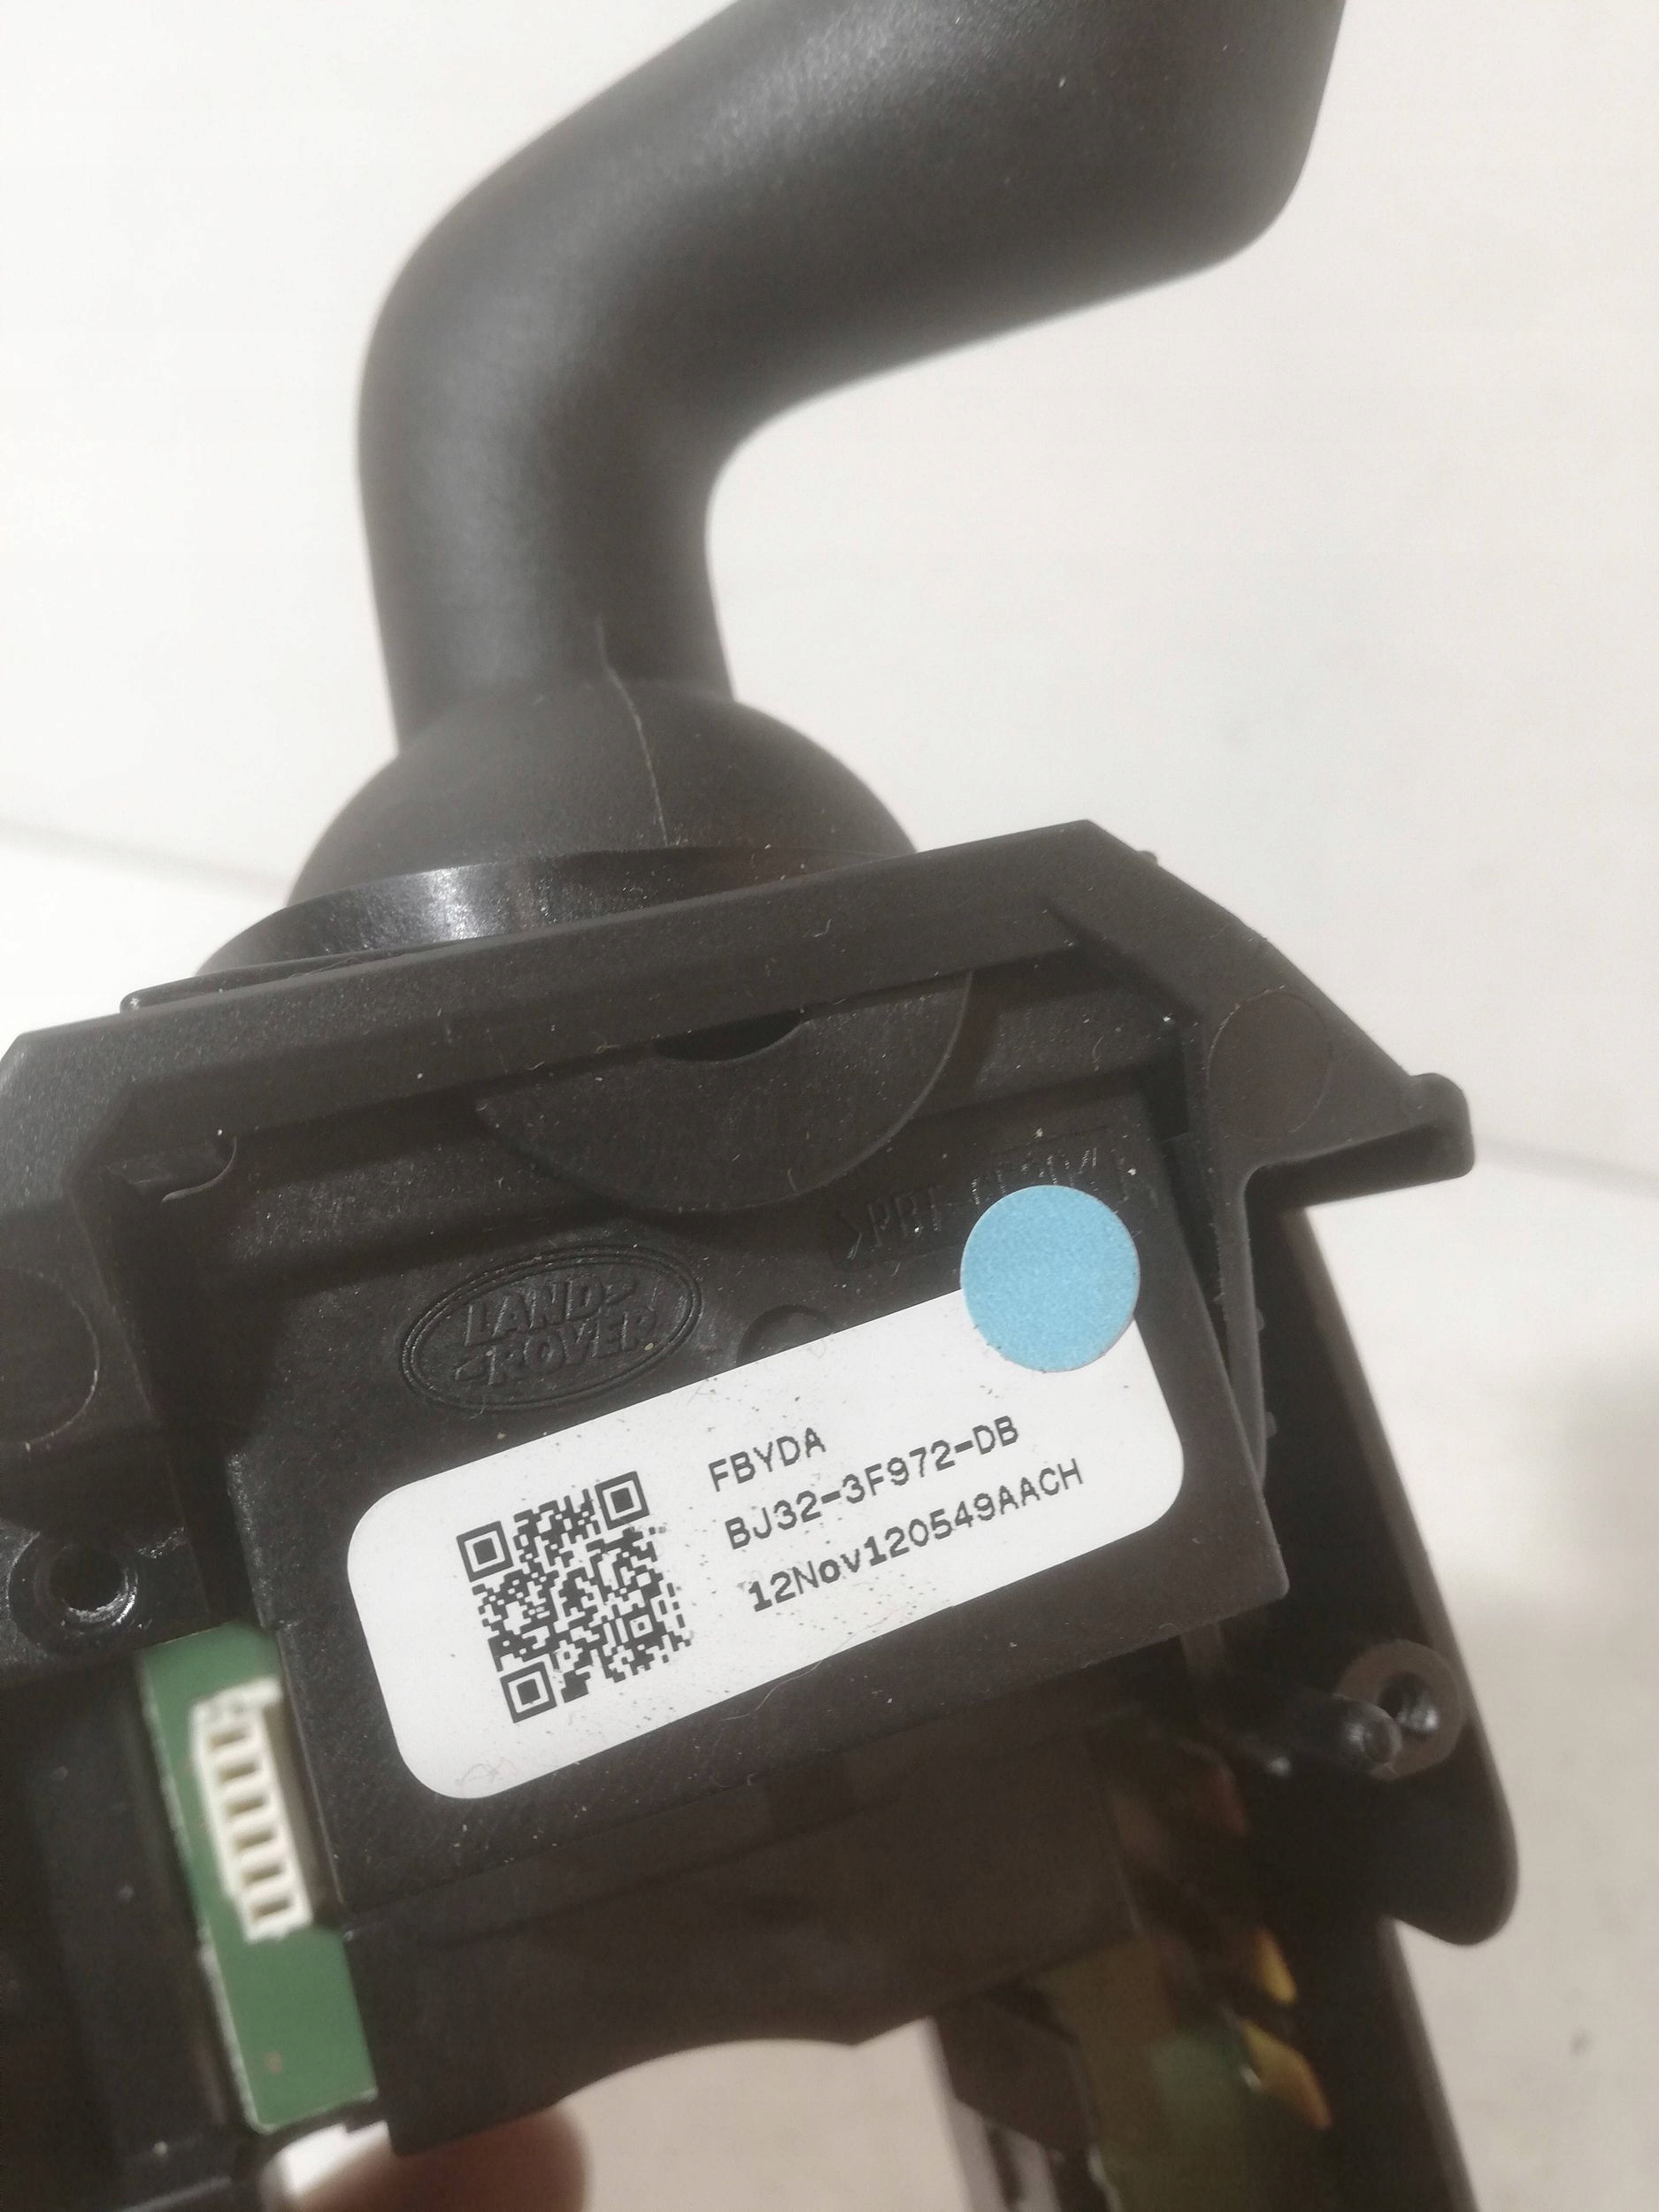 LAND-
-ROVER
FBYDA
BJ32-3F972-DB
12Nov120549AACH